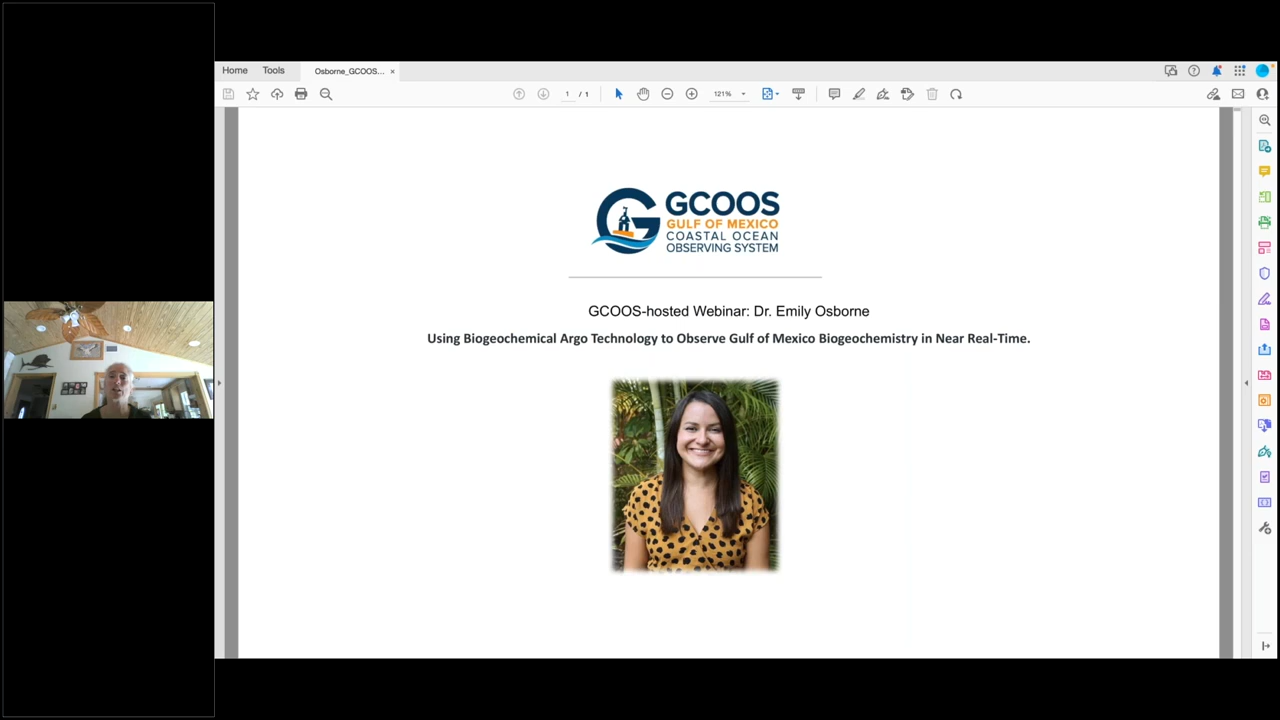 Home Tools Osborne_GCOOS... ×
1 / 1 121%
GCOOS
GULF OF MEXICO
COASTAL OCEAN
OBSERVING SYSTEM
GCOOS-hosted Webinar: Dr. Emily Osborne
Using Biogeochemical Argo Technology to Observe Gulf of Mexico Biogeochemistry in Near Real-Time.